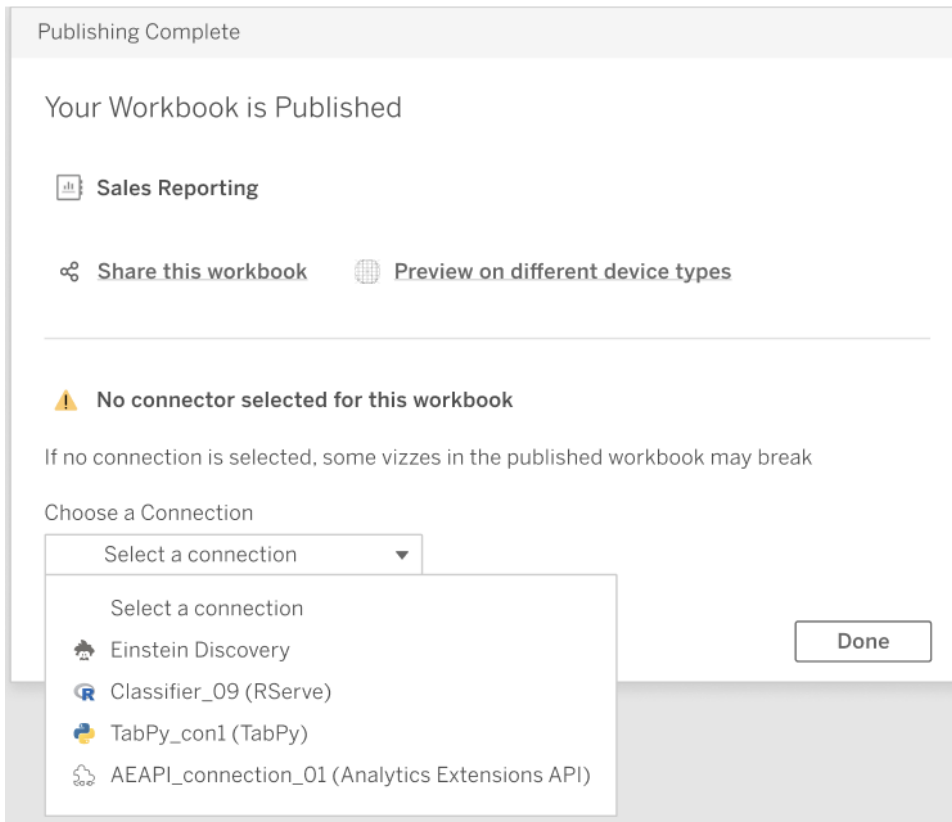 Publishing Complete
Your Workbook is Published
Sales Reporting
Share this workbook Preview on different device types
No connector selected for this workbook
If no connection is selected, some vizzes in the published workbook may break
Choose a Connection
Select a connection
Select a connection
Einstein Discovery
Done
Classifier_09 (RServe)
TabPy_con1 (TabPy)
AEAPI_connection_01 (Analytics Extensions API)